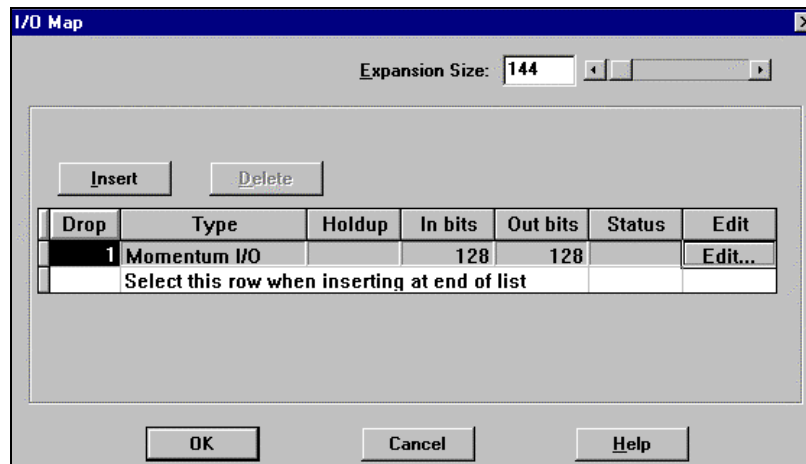 I/O Map
Expansion Size: 144
Insert Delete
Drop Type Holdup In bits Out bits Status Edit
1 Momentum I/O 128 128 Edit...
Select this row when inserting at end of list
OK Cancel Help